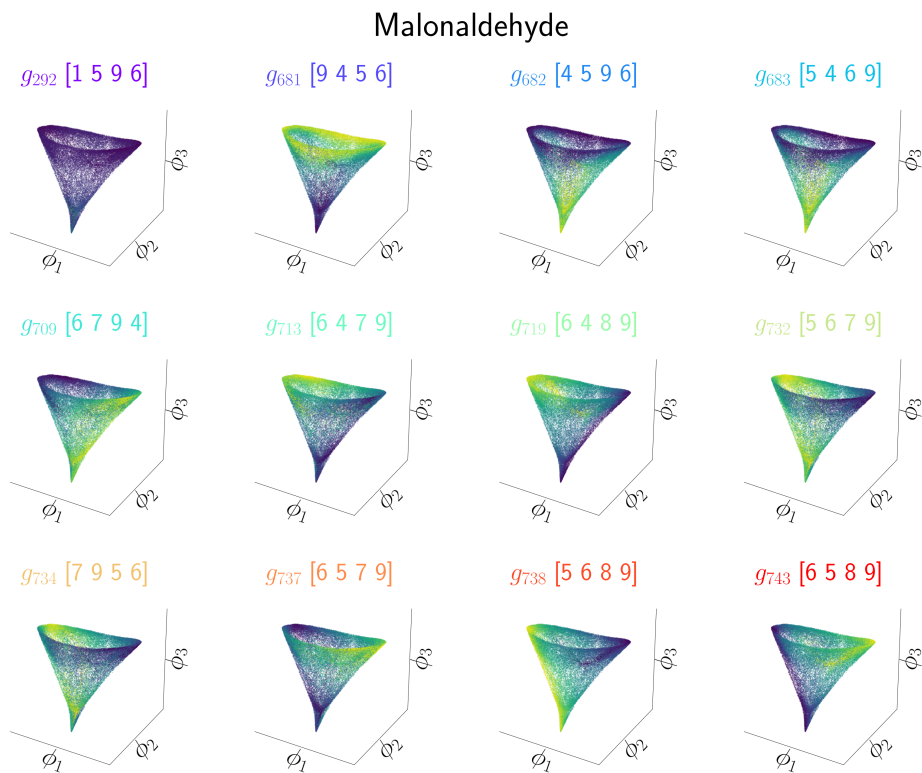 Malonaldehyde
g₂₉₂ [1 5 9 6] g₆₈₁ [9 4 5 6] g₆₈₂ [4 5 9 6] g₆₈₃ [5 4 6 9]
ϕ₃ ϕ₃ ϕ₃ ϕ₃
ϕ₁ ϕ₂ ϕ₁ ϕ₂ ϕ₁ ϕ₂ ϕ₁ ϕ₂
g₇₀₉ [6 7 9 4] g₇₁₃ [6 4 7 9] g₇₁₉ [6 4 8 9] g₇₃₂ [5 6 7 9]
ϕ₃ ϕ₃ ϕ₃ ϕ₃
ϕ₁ ϕ₂ ϕ₁ ϕ₂ ϕ₁ ϕ₂ ϕ₁ ϕ₂
g₇₃₄ [7 9 5 6] g₇₃₇ [6 5 7 9] g₇₃₈ [5 6 8 9] g₇₄₃ [6 5 8 9]
ϕ₃ ϕ₃ ϕ₃ ϕ₃
ϕ₁ ϕ₂ ϕ₁ ϕ₂ ϕ₁ ϕ₂ ϕ₁ ϕ₂